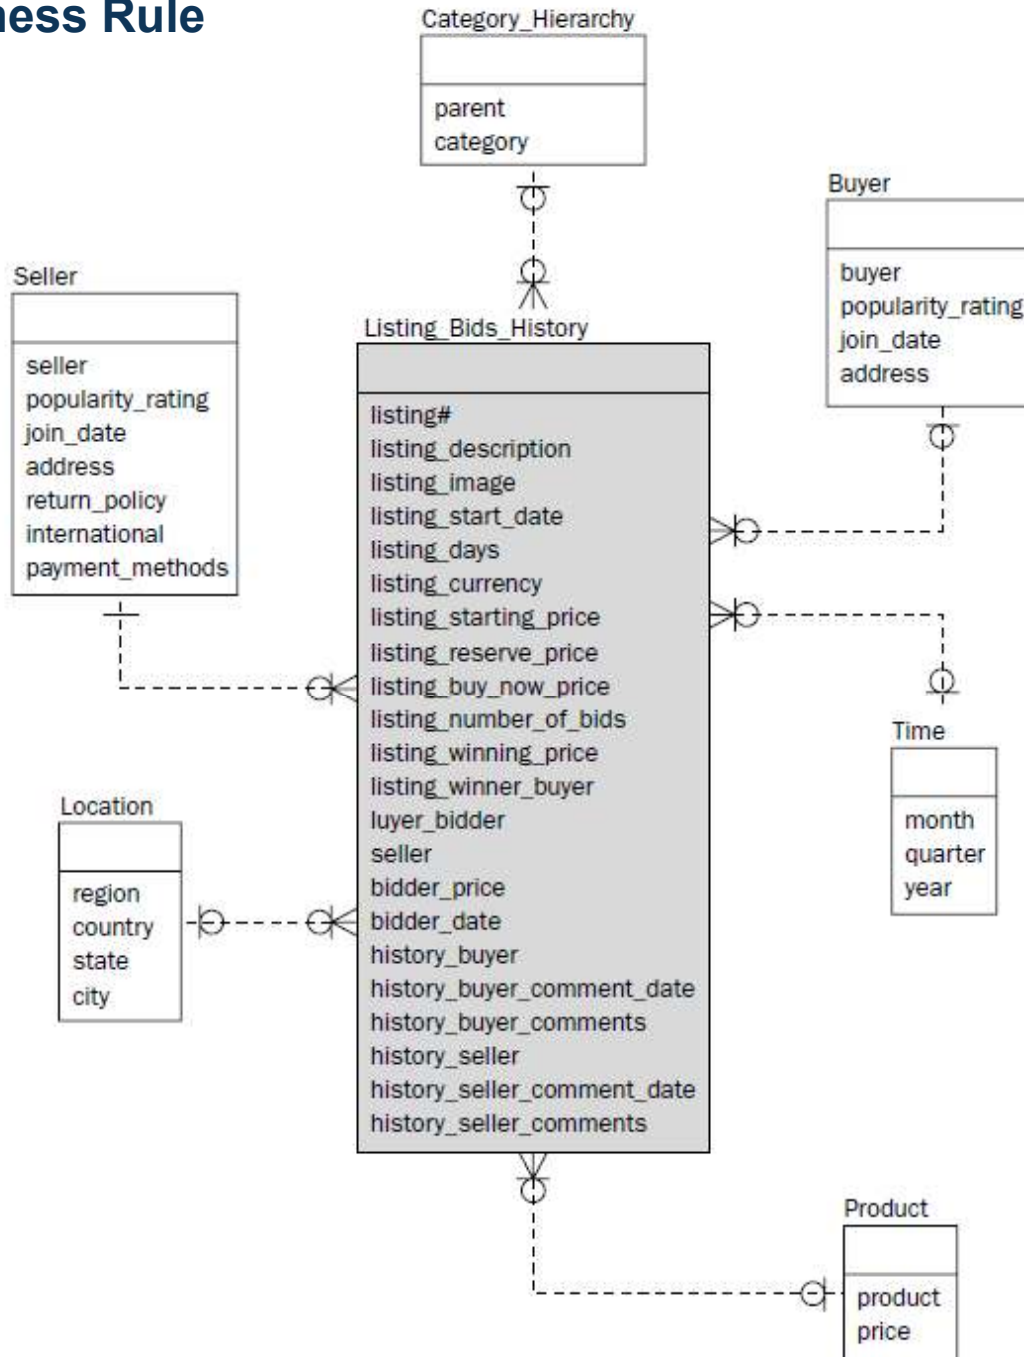 ness Rule
Category_Hierarchy
parent
category
Buyer
buyer
popularity_rating
join_date
address
Seller
seller
popularity_rating
join_date
address
return_policy
international
payment_methods
Listing_Bids_History
listing#
listing_description
listing_image
listing_start_date
listing_days
listing_currency
listing_starting_price
listing_reserve_price
listing_buy_now_price
listing_number_of_bids
listing_winning_price
listing_winner_buyer
luyer_bidder
seller
bidder_price
bidder_date
history_buyer
history_buyer_comment_date
history_buyer_comments
history_seller
history_seller_comment_date
history_seller_comments
Time
month
quarter
year
Location
region
country
state
city
Product
product
price